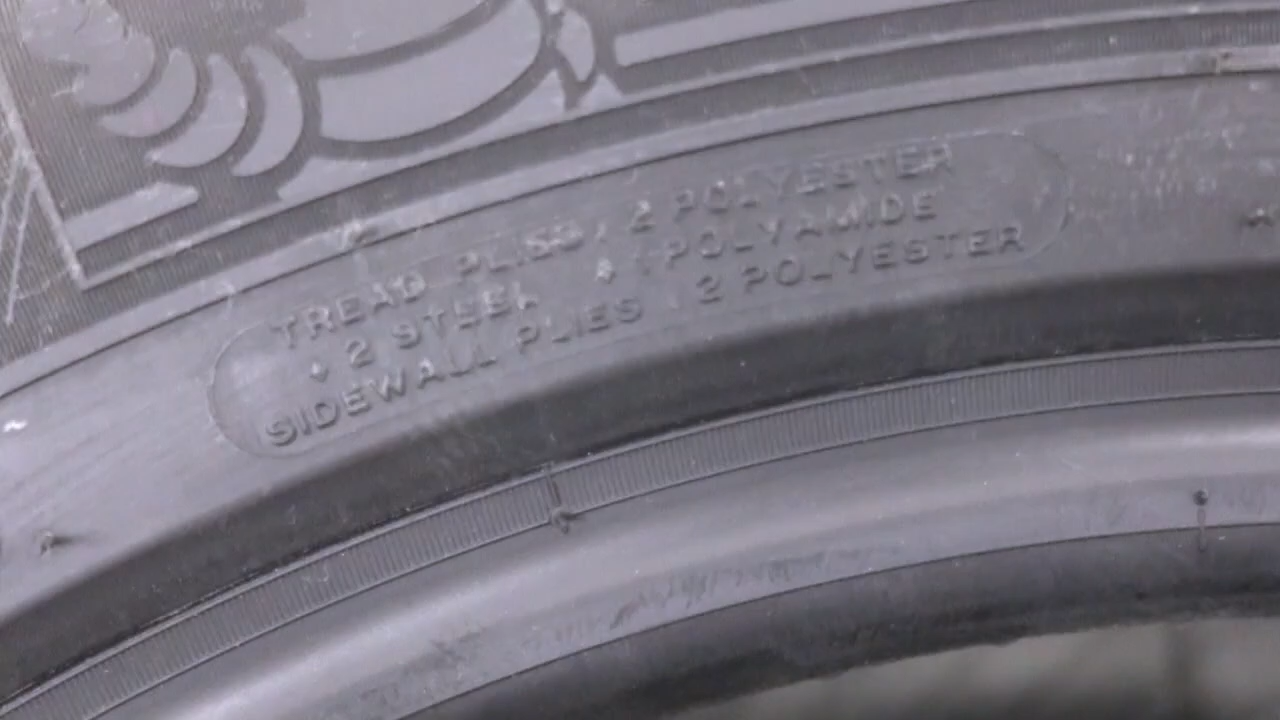 TREAD PLIES : 2 POLYESTER
+ 2 STEEL + 1 POLYAMIDE
SIDEWALL PLIES : 2 POLYESTER